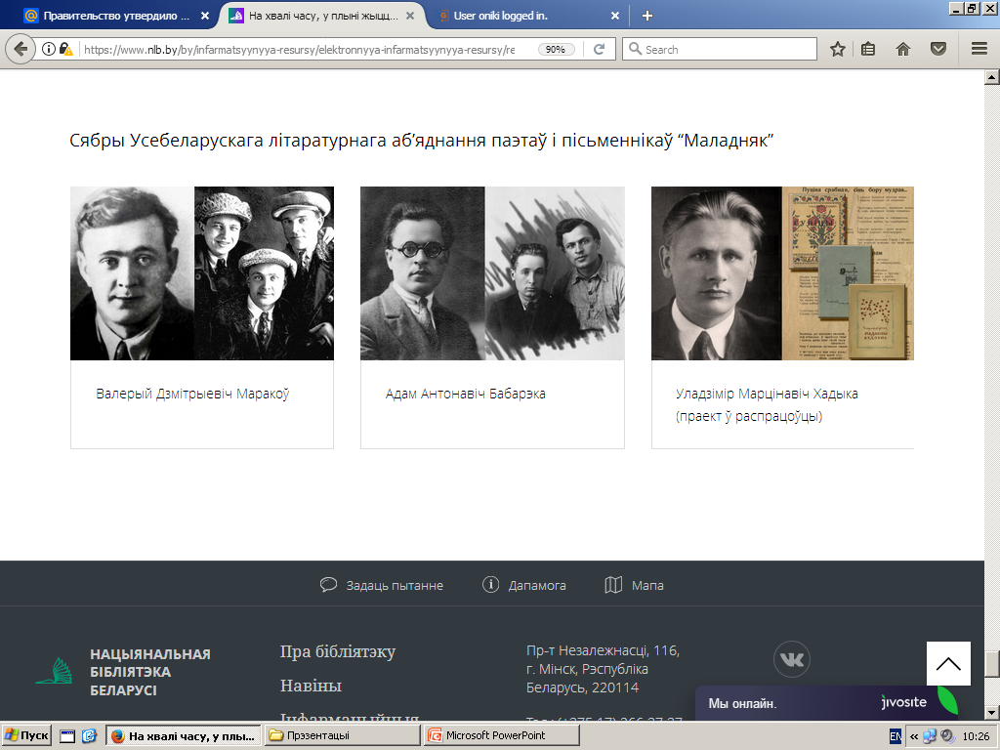 Правительство утвердило ...
На хвалі часу, у плыні жыцц...
User oniki logged in.
https://www.nlb.by/by/infarmatsyynyya-resursy/elektronnyya-infarmatsyynyya-resursy/re
90%
Search
Сябры Усебеларускага літаратурнага аб’яднання паэтаў і пісьменнікаў “Маладняк”
Валерый Дзмітрыевіч Маракоў
Адам Антонавіч Бабарэка
Уладзімір Марцінавіч Хадыка
(праект ў распрацоўцы)
Задаць пытанне
Дапамога
Мапа
НАЦЫЯНАЛЬНАЯ
БІБЛІЯТЭКА
БЕЛАРУСІ
Пра бібліятэку
Навіны
Інфармацыйныя
Пр-т Незалежнасці, 116,
г. Мінск, Рэспубліка
Беларусь, 220114
Мы онлайн.
jivosite
Пуск
На хвалі часу, у плы...
Прэзентацыі
Microsoft PowerPoint
EN
10:26